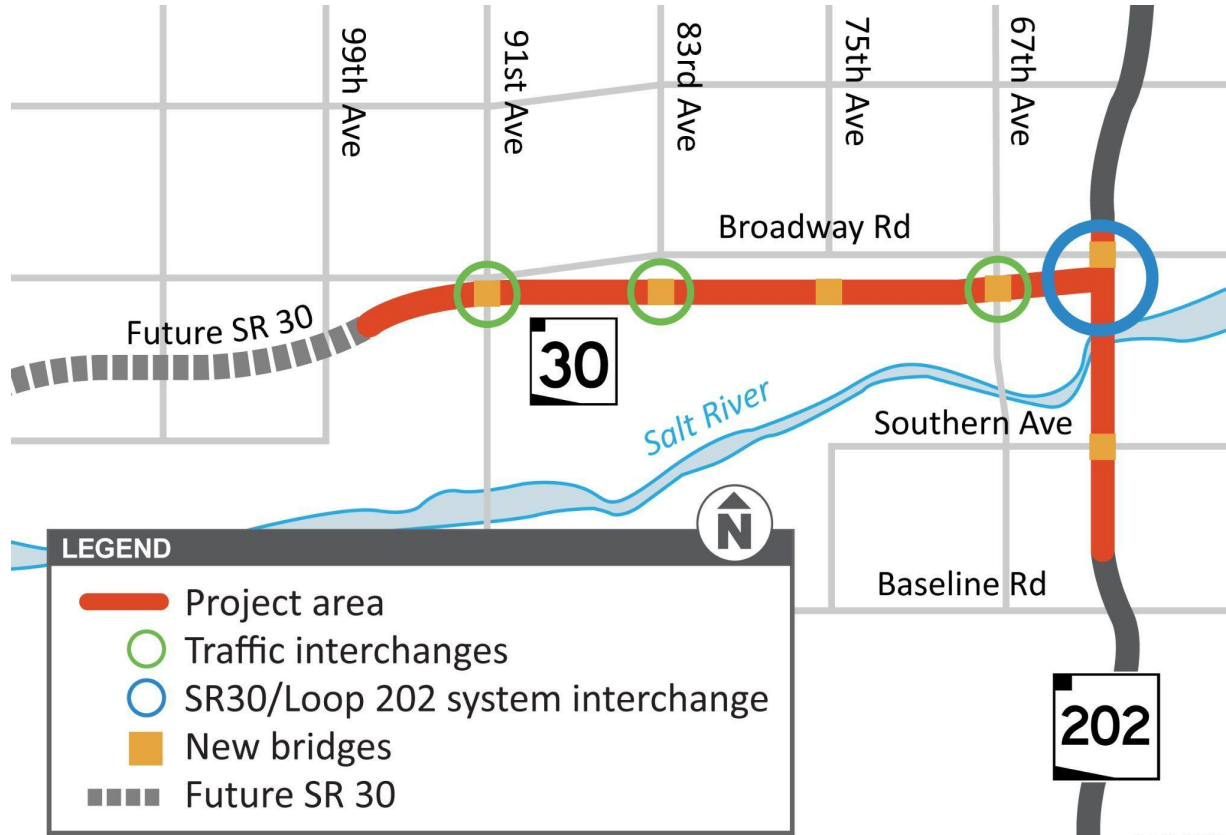 99th Ave
91st Ave
83rd Ave
75th Ave
67th Ave
Broadway Rd
Future SR 30
30
Salt River
Southern Ave
N
LEGEND
Baseline Rd
Project area
Traffic interchanges
SR30/Loop 202 system interchange
202
New bridges
Future SR 30